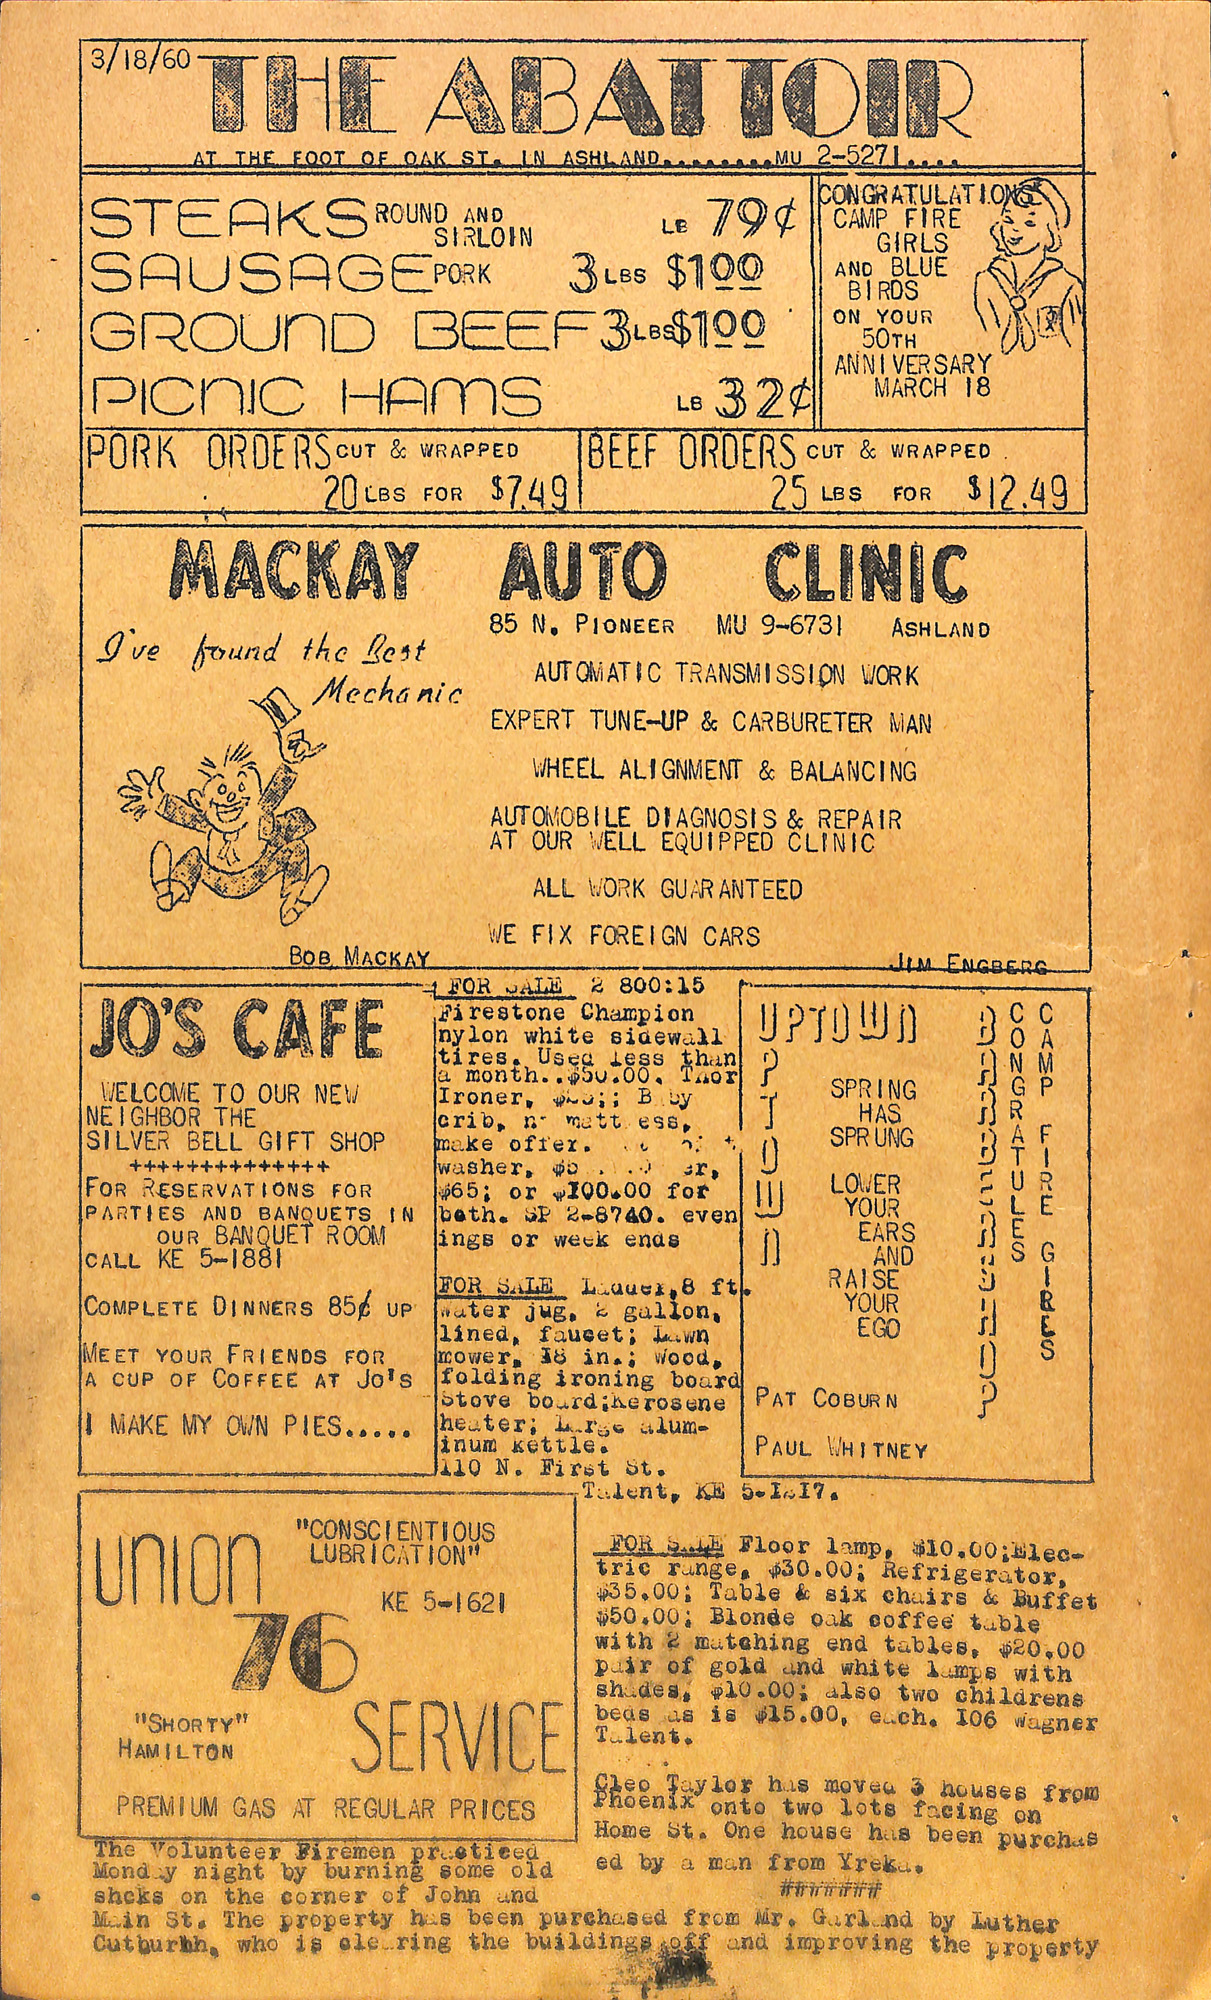 3/18/60
THE ABATTOIR
AT THE FOOT OF OAK ST. IN ASHLAND........MU 2-5271....
STEAKS ROUND AND SIRLOIN LB 79¢
SAUSAGE PORK 3 LBS $1.00
GROUND BEEF 3 LBS $1.00
PICNIC HAMS LB 32¢
CONGRATULATIONS
CAMP FIRE
GIRLS
AND BLUE
BIRDS
ON YOUR
50TH
ANNIVERSARY
MARCH 18
PORK ORDERS CUT & WRAPPED
20 LBS FOR $7.49
BEEF ORDERS CUT & WRAPPED
25 LBS FOR $12.49
MACKAY AUTO CLINIC
85 N. PIONEER MU 9-6731 ASHLAND
I've found the Best
Mechanic
AUTOMATIC TRANSMISSION WORK
EXPERT TUNE-UP & CARBURETER MAN
WHEEL ALIGNMENT & BALANCING
AUTOMOBILE DIAGNOSIS & REPAIR
AT OUR WELL EQUIPPED CLINIC
ALL WORK GUARANTEED
WE FIX FOREIGN CARS
BOB MACKAY
JIM ENGBERG
JO'S CAFE
WELCOME TO OUR NEW
NEIGHBOR THE
SILVER BELL GIFT SHOP
++++++++++++++
FOR RESERVATIONS FOR
PARTIES AND BANQUETS IN
OUR BANQUET ROOM
CALL KE 5-1881
COMPLETE DINNERS 85¢ UP
MEET YOUR FRIENDS FOR
A CUP OF COFFEE AT JO'S
I MAKE MY OWN PIES.....
FOR SALE 2 800:15
Firestone Champion
nylon white sidewall
tires. Used less than
a month..$50.00. Thor
Ironer, Baby
crib,
make offer.
washer,
$65; or $100.00 for
both. SP 2-8740. even
ings or week ends
FOR SALE Ladder,8 ft.
water jug, 2 gallon,
lined, faucet; Lawn
mower, 18 in.; Wood,
folding ironing board
Stove board;Kerosene
heater; Large alum-
inum kettle.
110 N. First St.
Talent, KE
UPTOWN
P
T
O
W
N
SPRING
HAS
SPRUNG
LOWER
YOUR
EARS
AND
RAISE
YOUR
EGO
PAT COBURN
PAUL WHITNEY
BARBER SHOP
CONGRATULES
CAMP FIRE GIRLS
UNION
76
SERVICE
"CONSCIENTIOUS
LUBRICATION"
KE 5-1621
"SHORTY"
HAMILTON
PREMIUM GAS AT REGULAR PRICES
FOR SALE Floor lamp, $10.00;Elec-
tric range, $30.00; Refrigerator,
$35.00; Table & six chairs & Buffet
$50.00; Blonde oak coffee table
with 2 matching end tables, $20.00
pair of gold and white lamps with
shades, $10.00; also two childrens
beds as is $15.00, each. 106 Wagner
Talent.
Cleo Taylor has moved 3 houses from
Phoenix onto two lots facing on
Home St. One house has been purchas
ed by a man from Yreka.
#######
The Volunteer Firemen practiced
Monday night by burning some old
shcks on the corner of John and
Main St. The property has been purchased from Mr. Garland by Luther
who is clearing the buildings off and improving the property